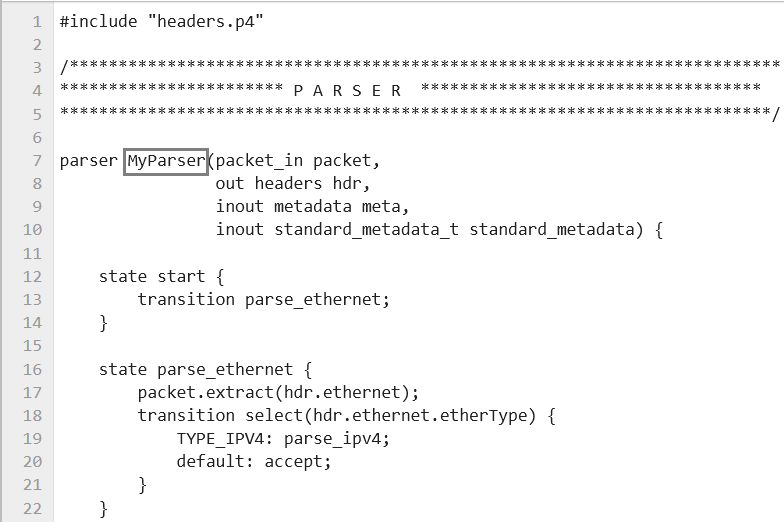 1 #include "headers.p4"
2
3 /*************************************************************************
4 *********************** P A R S E R  ***********************************
5 *************************************************************************/
6
7 parser MyParser(packet_in packet,
8                 out headers hdr,
9                 inout metadata meta,
10                 inout standard_metadata_t standard_metadata) {
11
12     state start {
13         transition parse_ethernet;
14     }
15
16     state parse_ethernet {
17         packet.extract(hdr.ethernet);
18         transition select(hdr.ethernet.etherType) {
19             TYPE_IPV4: parse_ipv4;
20             default: accept;
21         }
22     }